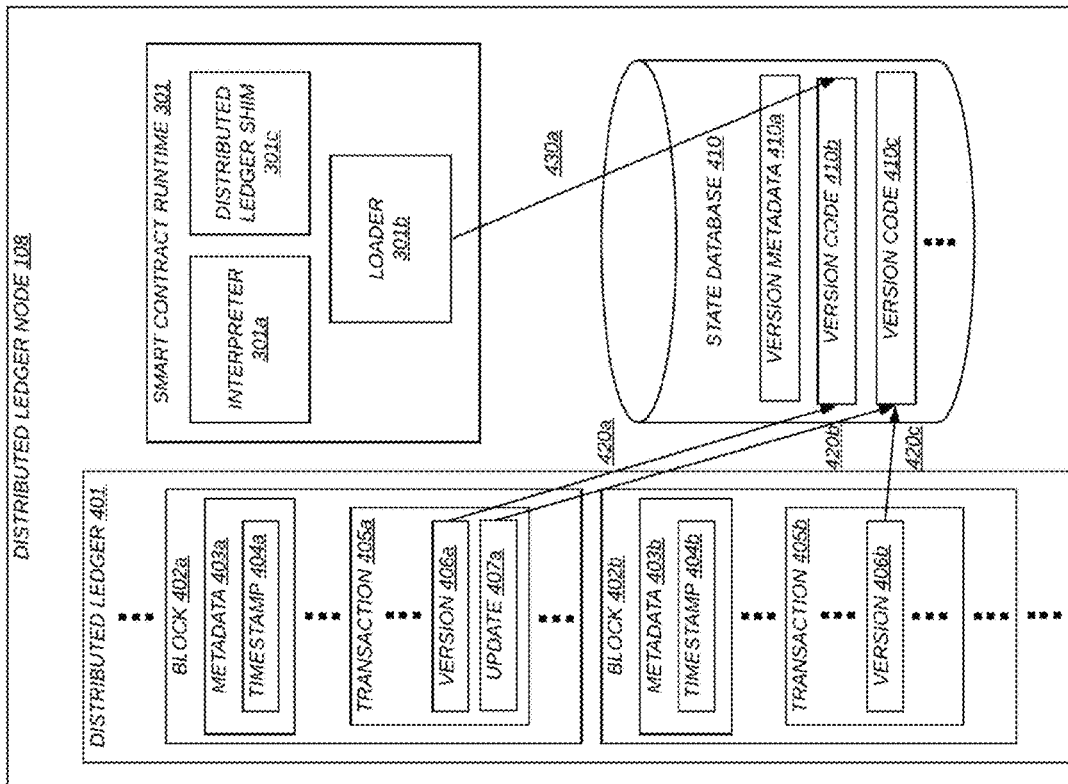 DISTRIBUTED LEDGER NODE 108
DISTRIBUTED LEDGER 401
BLOCK 402a
METADATA 403a
TIMESTAMP 404a
TRANSACTION 405a
VERSION 406a
UPDATE 407a
BLOCK 402b
METADATA 403b
TIMESTAMP 404b
TRANSACTION 405b
VERSION 406b
SMART CONTRACT RUNTIME 301
INTERPRETER
301a
DISTRIBUTED
LEDGER SHIM
301c
LOADER
301b
430a
420a
420b
420c
STATE DATABASE 410
VERSION METADATA 410a
VERSION CODE 410b
VERSION CODE 410c